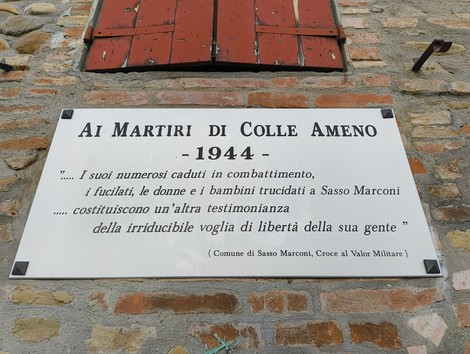 AI MARTIRI DI COLLE AMENO
- 1944 -
"..... I suoi numerosi caduti in combattimento,
i fucilati, le donne e i bambini trucidati a Sasso Marconi
..... costituiscono un'altra testimonianza
della irriducibile voglia di libertà della sua gente"
( Comune di Sasso Marconi, Croce al Valor Militare )